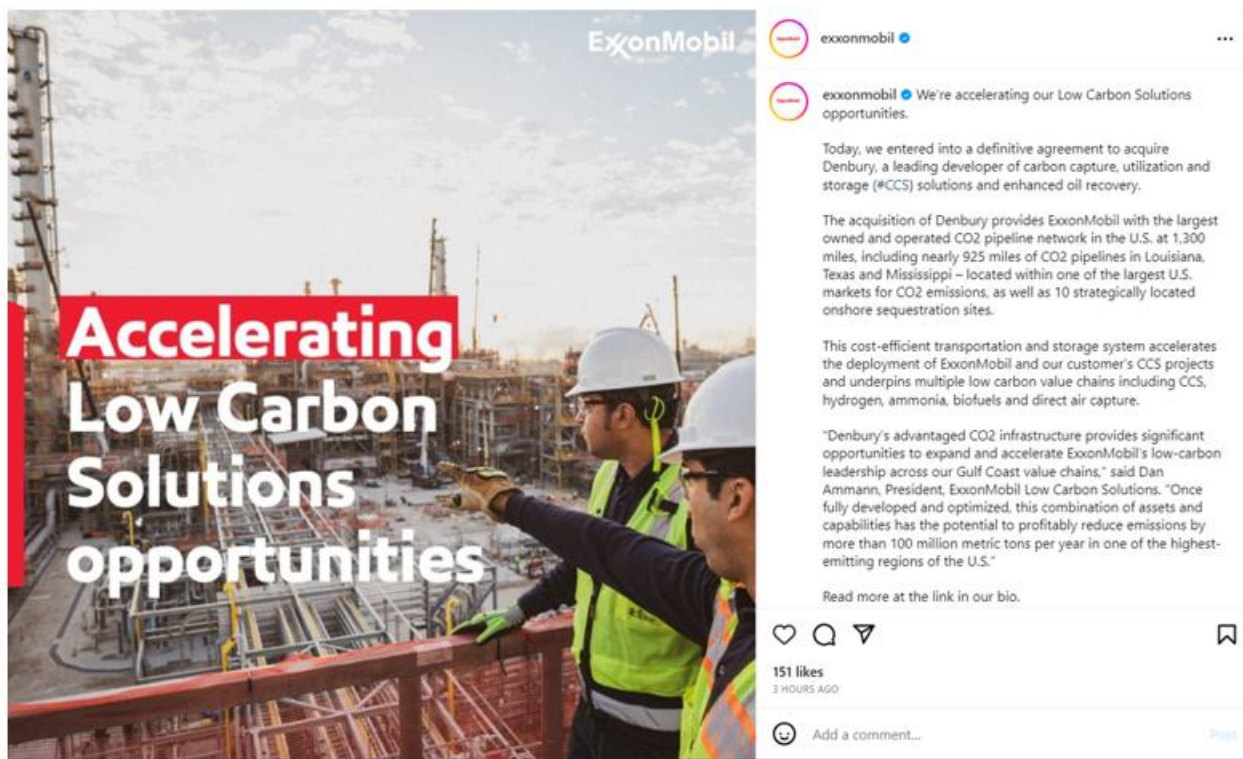 ExxonMobil
Accelerating
Low Carbon
Solutions
opportunities
exxonmobil
exxonmobil We're accelerating our Low Carbon Solutions
opportunities.
Today, we entered into a definitive agreement to acquire
Denbury, a leading developer of carbon capture, utilization and
storage (#CCS) solutions and enhanced oil recovery.
The acquisition of Denbury provides ExxonMobil with the largest
owned and operated CO2 pipeline network in the U.S. at 1,300
miles, including nearly 925 miles of CO2 pipelines in Louisiana,
Texas and Mississippi – located within one of the largest U.S.
markets for CO2 emissions, as well as 10 strategically located
onshore sequestration sites.
This cost-efficient transportation and storage system accelerates
the deployment of ExxonMobil and our customer's CCS projects
and underpins multiple low carbon value chains including CCS,
hydrogen, ammonia, biofuels and direct air capture.
"Denbury's advantaged CO2 infrastructure provides significant
opportunities to expand and accelerate ExxonMobil's low-carbon
leadership across our Gulf Coast value chains," said Dan
Ammann, President, ExxonMobil Low Carbon Solutions. "Once
fully developed and optimized, this combination of assets and
capabilities has the potential to profitably reduce emissions by
more than 100 million metric tons per year in one of the highest-
emitting regions of the U.S."
Read more at the link in our bio.
151 likes
3 HOURS AGO
Add a comment...
Post